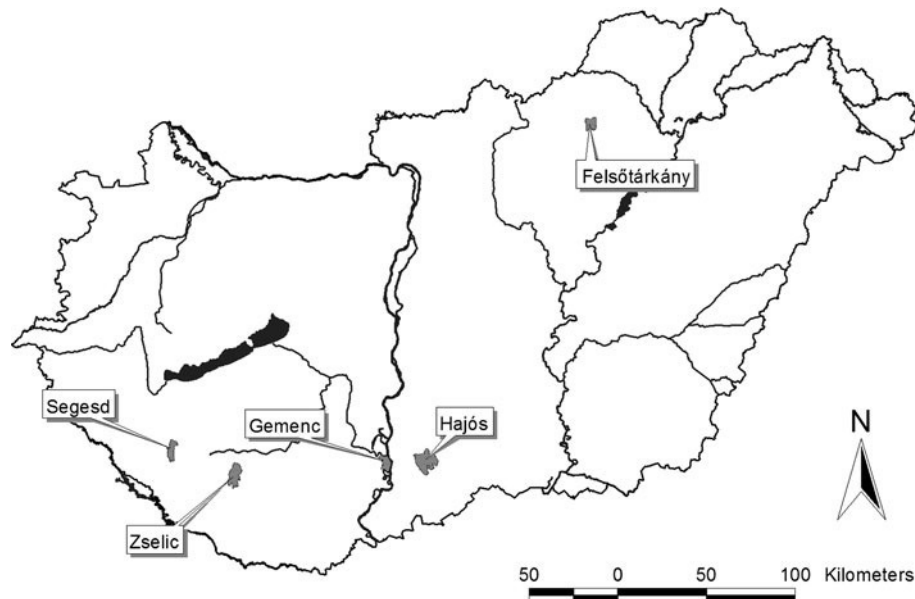 Felsőtárkány
Segesd
Gemenc
Hajós
Zselic
N
50 0 50 100 Kilometers